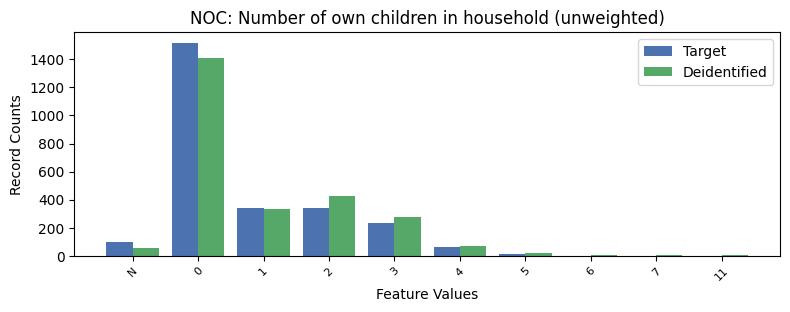 NOC: Number of own children in household (unweighted)
Target
Deidentified
Record Counts
1400
1200
1000
800
600
400
200
0
N 0 1 2 3 4 5 6 7 11
Feature Values